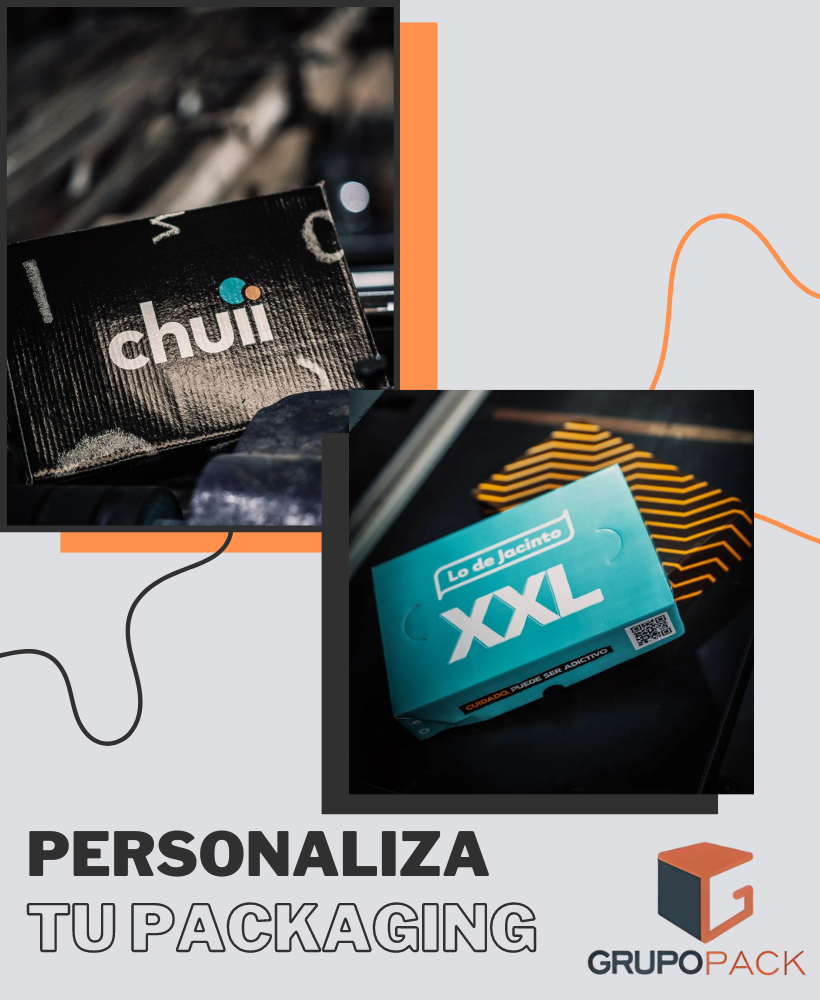 chuii
Lo de Jacinto
XXL
CUIDADO, PUEDE SER ADICTIVO
PERSONALIZA
TU PACKAGING
GRUPOPACK